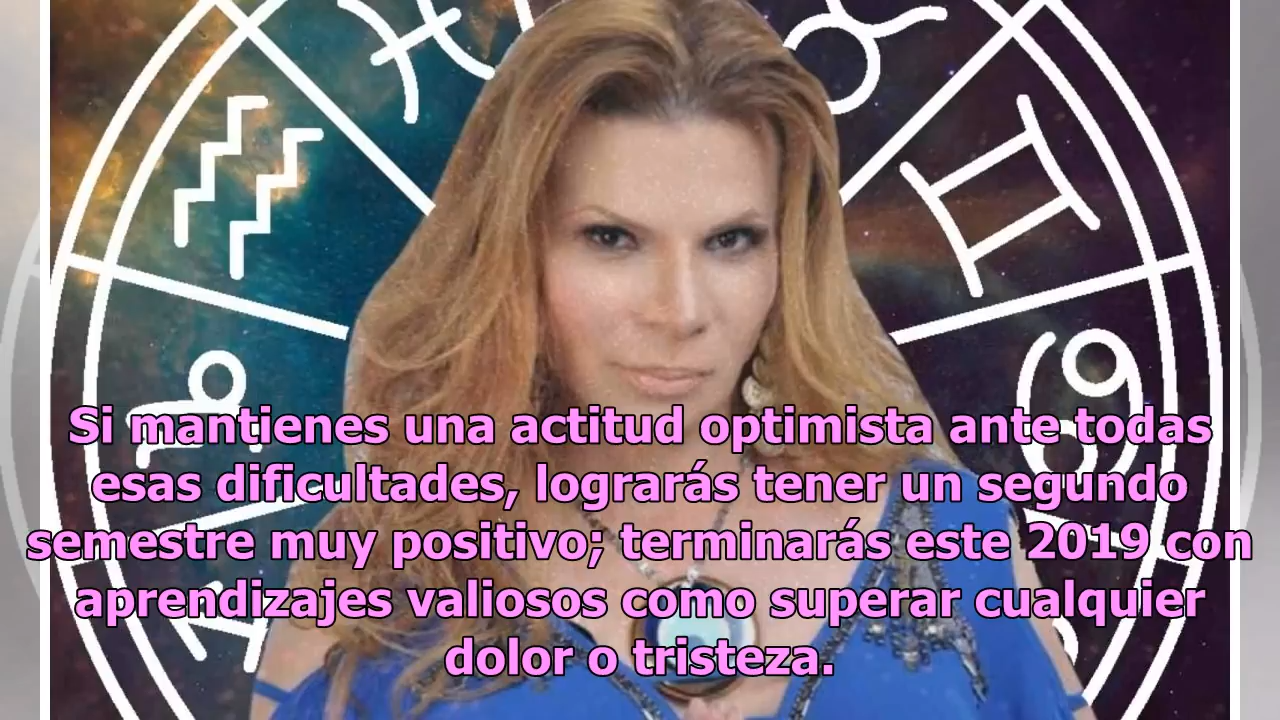 Si mantienes una actitud optimista ante todas
esas dificultades, lograrás tener un segundo
semestre muy positivo; terminarás este 2019 con
aprendizajes valiosos como superar cualquier
dolor o tristeza.